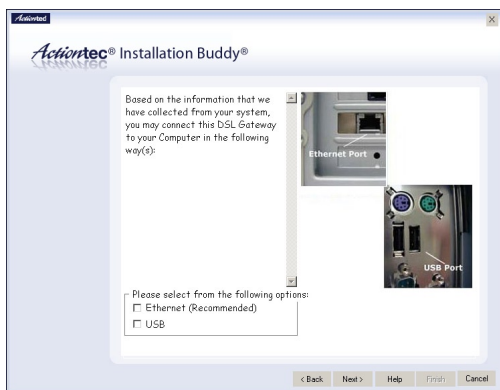 Actiontec
X
Actiontec® Installation Buddy®
Based on the information that we
have collected from your system,
you may connect this DSL Gateway
to your Computer in the following
way(s):
Ethernet Port
USB Port
Please select from the following options:
Ethernet (Recommended)
USB
< Back Next > Help Finish Cancel